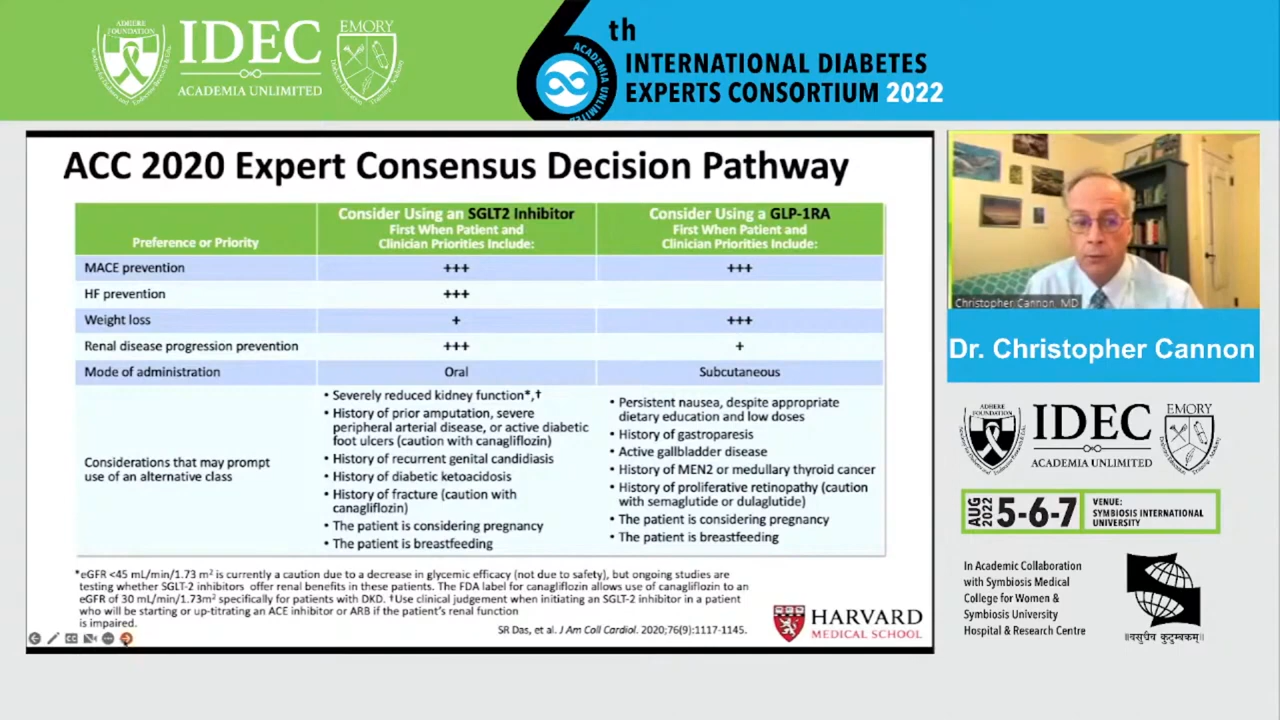 ADHERE
FOUNDATION
IDEC
ACADEMIA UNLIMITED
EMORY
6th
ACADEMIA UNLIMITED
INTERNATIONAL DIABETES
EXPERTS CONSORTIUM 2022
ACC 2020 Expert Consensus Decision Pathway
Preference or Priority
Consider Using an SGLT2 Inhibitor
First When Patient and
Clinician Priorities Include:
Consider Using a GLP-1RA
First When Patient and
Clinician Priorities Include:
MACE prevention +++ +++
HF prevention +++
Weight loss + +++
Renal disease progression prevention +++ +
Mode of administration Oral Subcutaneous
Considerations that may prompt
use of an alternative class
• Severely reduced kidney function*,†
• History of prior amputation, severe
peripheral arterial disease, or active diabetic
foot ulcers (caution with canagliflozin)
• History of recurrent genital candidiasis
• History of diabetic ketoacidosis
• History of fracture (caution with
canagliflozin)
• The patient is considering pregnancy
• The patient is breastfeeding
• Persistent nausea, despite appropriate
dietary education and low doses
• History of gastroparesis
• Active gallbladder disease
• History of MEN2 or medullary thyroid cancer
• History of proliferative retinopathy (caution
with semaglutide or dulaglutide)
• The patient is considering pregnancy
• The patient is breastfeeding
*eGFR <45 mL/min/1.73 m² is currently a caution due to a decrease in glycemic efficacy (not due to safety), but ongoing studies are
testing whether SGLT-2 inhibitors offer renal benefits in these patients. The FDA label for canagliflozin allows use of canagliflozin to an
eGFR of 30 mL/min/1.73m² specifically for patients with DKD. †Use clinical judgement when initiating an SGLT-2 inhibitor in a patient
who will be starting or up-titrating an ACE inhibitor or ARB if the patient's renal function
is impaired.
SR Das, et al. J Am Coll Cardiol. 2020;76(9):1117-1145.
HARVARD
MEDICAL SCHOOL
Christopher Cannon, MD
Dr. Christopher Cannon
ADHERE
FOUNDATION
IDEC
ACADEMIA UNLIMITED
EMORY
AUG
2022
5-6-7
VENUE:
SYMBIOSIS INTERNATIONAL
UNIVERSITY
In Academic Collaboration
with Symbiosis Medical
College for Women &
Symbiosis University
Hospital & Research Centre
॥वसुधैव कुटुम्बकम्॥